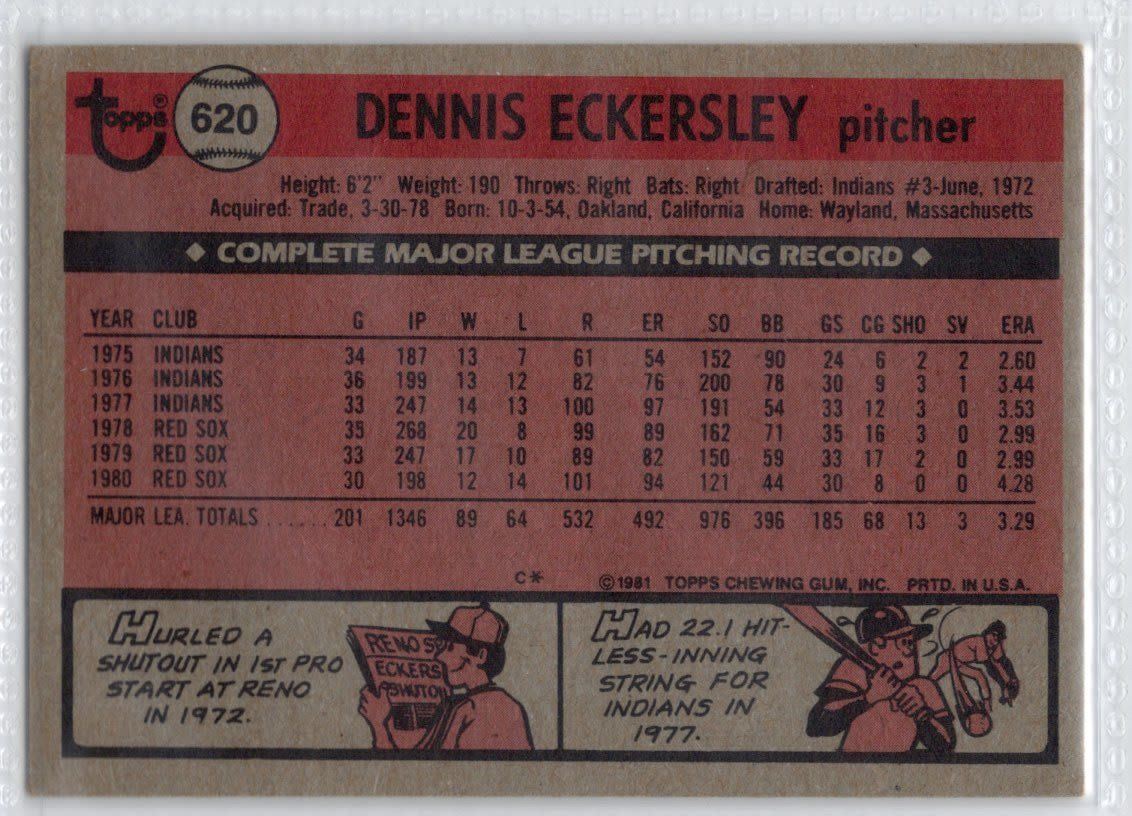 topps® 620 DENNIS ECKERSLEY pitcher
Height: 6'2" Weight: 190 Throws: Right Bats: Right Drafted: Indians #3-June, 1972
Acquired: Trade, 3-30-78 Born: 10-3-54, Oakland, California Home: Wayland, Massachusetts
◆ COMPLETE MAJOR LEAGUE PITCHING RECORD ◆
YEAR CLUB G IP W L R ER SO BB GS CG SHO SV ERA
1975 INDIANS 34 187 13 7 61 54 152 90 24 6 2 2 2.60
1976 INDIANS 36 199 13 12 82 76 200 78 30 9 3 1 3.44
1977 INDIANS 33 247 14 13 100 97 191 54 33 12 3 0 3.53
1978 RED SOX 35 268 20 8 99 89 162 71 35 16 3 0 2.99
1979 RED SOX 33 247 17 10 89 82 150 59 33 17 2 0 2.99
1980 RED SOX 30 198 12 14 101 94 121 44 30 8 0 0 4.28
MAJOR LEA. TOTALS ...... 201 1346 89 64 532 492 976 396 185 68 13 3 3.29
C* ©1981 TOPPS CHEWING GUM, INC. PRTD. IN U.S.A.
HURLED A
SHUTOUT IN 1ST PRO
START AT RENO
IN 1972.
RENO
ECKERS
HAD 22.1 HIT-
LESS-INNING
STRING FOR
INDIANS IN
1977.